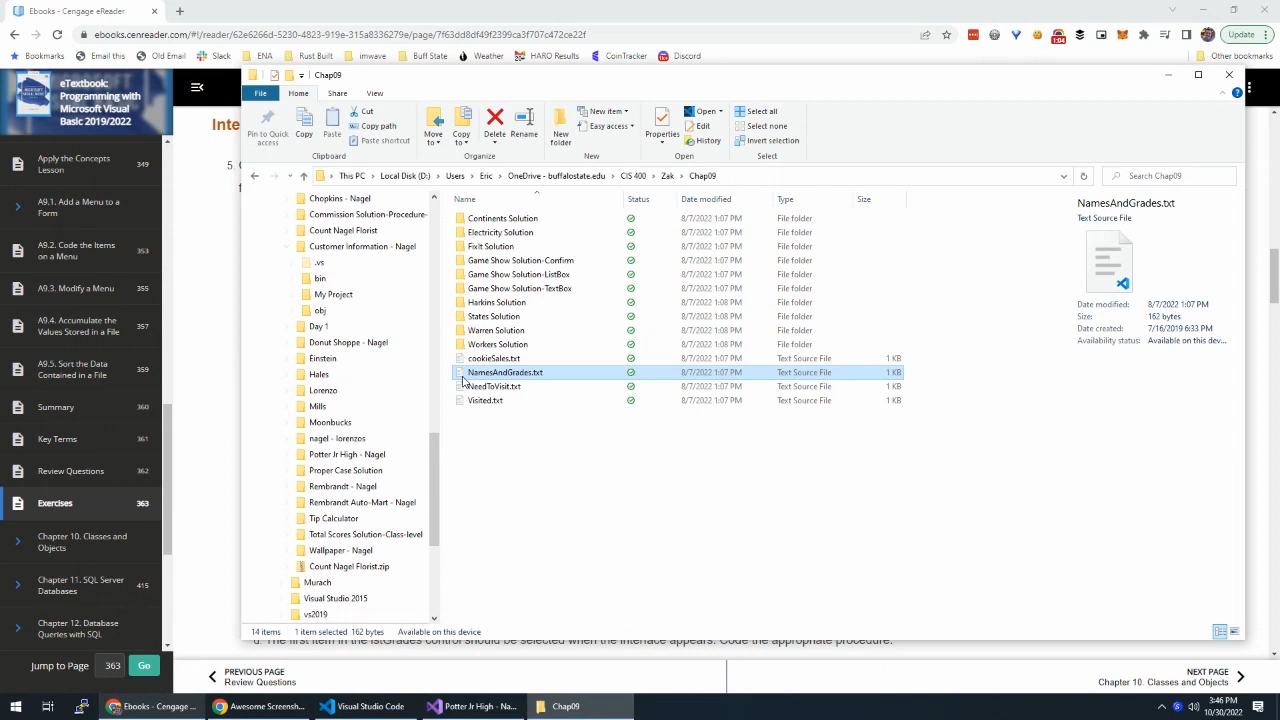 Ebooks - Cengage eReader
ebooks.cenreader.com/#!/reader/62e6266d-5230-4823-919e-315a8336279e/page/7f63dd8df49f2399ca3f707c472ce2cf
Update
Bookmarks
Email this
Old Email
Slack
ENA
Rust Built
imwave
Buff State
Weather
HARO/Results
CoinTracker
Discord
Other bookmarks
1:04
eTextbook:
Programming with
Microsoft Visual
Basic 2019/2022
Apply the Concepts
Lesson
349
A9.1. Add a Menu to a
Form
A9.2. Code the Items
on a Menu
353
A9.3. Modify a Menu
355
A9.4. Accumulate the
Values Stored in a File
357
A9.5. Sort the Data
Contained in a File
359
Summary
360
Key Terms
361
Review Questions
362
Exercises
363
Chapter 10. Classes and
Objects
Chapter 11. SQL Server
Databases
415
Chapter 12. Database
Queries with SQL
Jump to Page
363
Go
Inte
5.
Chap09
File
Home
Share
View
Pin to Quick
access
Copy
Paste
Cut
Copy path
Paste shortcut
Clipboard
Move
to
Copy
to
Delete
Rename
Organize
New
folder
New item
Easy access
New
Properties
Open
Edit
History
Open
Select all
Select none
Invert selection
Select
This PC
Local Disk (D:)
Users
Eric
OneDrive - buffalostate.edu
CIS 400
Zak
Chap09
Search Chap09
Chopkins - Nagel
Commission Solution-Procedure-
Count Nagel Florist
Customer Information - Nagel
.vs
bin
My Project
obj
Day 1
Donut Shoppe - Nagel
Einstein
Hales
Lorenzo
Mills
Moonbucks
nagel - lorenzos
Potter Jr High - Nagel
Proper Case Solution
Rembrandt - Nagel
Rembrandt Auto-Mart - Nagel
Tip Calculator
Total Scores Solution-Class-level
Wallpaper - Nagel
Count Nagel Florist.zip
Murach
Visual Studio 2015
vs2019
Name
Status
Date modified
Type
Size
Continents Solution 8/7/2022 1:07 PM File folder
Electricity Solution 8/7/2022 1:07 PM File folder
FixIt Solution 8/7/2022 1:07 PM File folder
Game Show Solution-Confirm 8/7/2022 1:07 PM File folder
Game Show Solution-ListBox 8/7/2022 1:07 PM File folder
Game Show Solution-TextBox 8/7/2022 1:07 PM File folder
Harkins Solution 8/7/2022 1:08 PM File folder
States Solution 8/7/2022 1:08 PM File folder
Warren Solution 8/7/2022 1:08 PM File folder
Workers Solution 8/7/2022 1:08 PM File folder
cookieSales.txt 8/7/2022 1:07 PM Text Source File 1 KB
NamesAndGrades.txt 8/7/2022 1:07 PM Text Source File 1 KB
NeedToVisit.txt 8/7/2022 1:07 PM Text Source File 1 KB
Visited.txt 8/7/2022 1:07 PM Text Source File 1 KB
NamesAndGrades.txt
Text Source File
Date modified: 8/7/2022 1:07 PM
Size: 162 bytes
Date created: 7/16/2019 6:33 PM
Availability status: Available on this dev...
14 items
1 item selected 162 bytes
Available on this device
d. The first item in the lstGrades control should be selected when the interface appears. Code the appropriate procedure.
PREVIOUS PAGE
Review Questions
NEXT PAGE
Chapter 10. Classes and Objects
Ebooks - Cengage ...
Awesome Screensh...
Visual Studio Code
Potter Jr High - Na...
Chap09
3:46 PM
10/30/2022